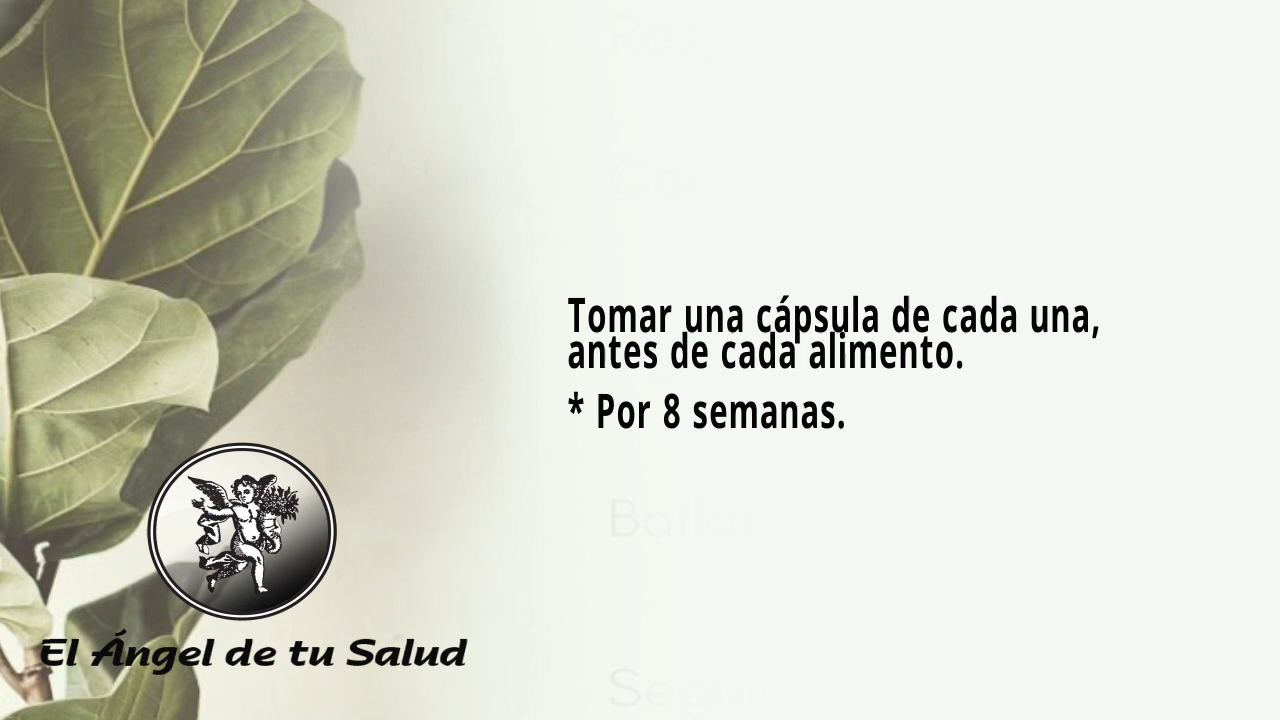 Tomar una cápsula de cada una,
antes de cada alimento.
* Por 8 semanas.
El Ángel de tu Salud